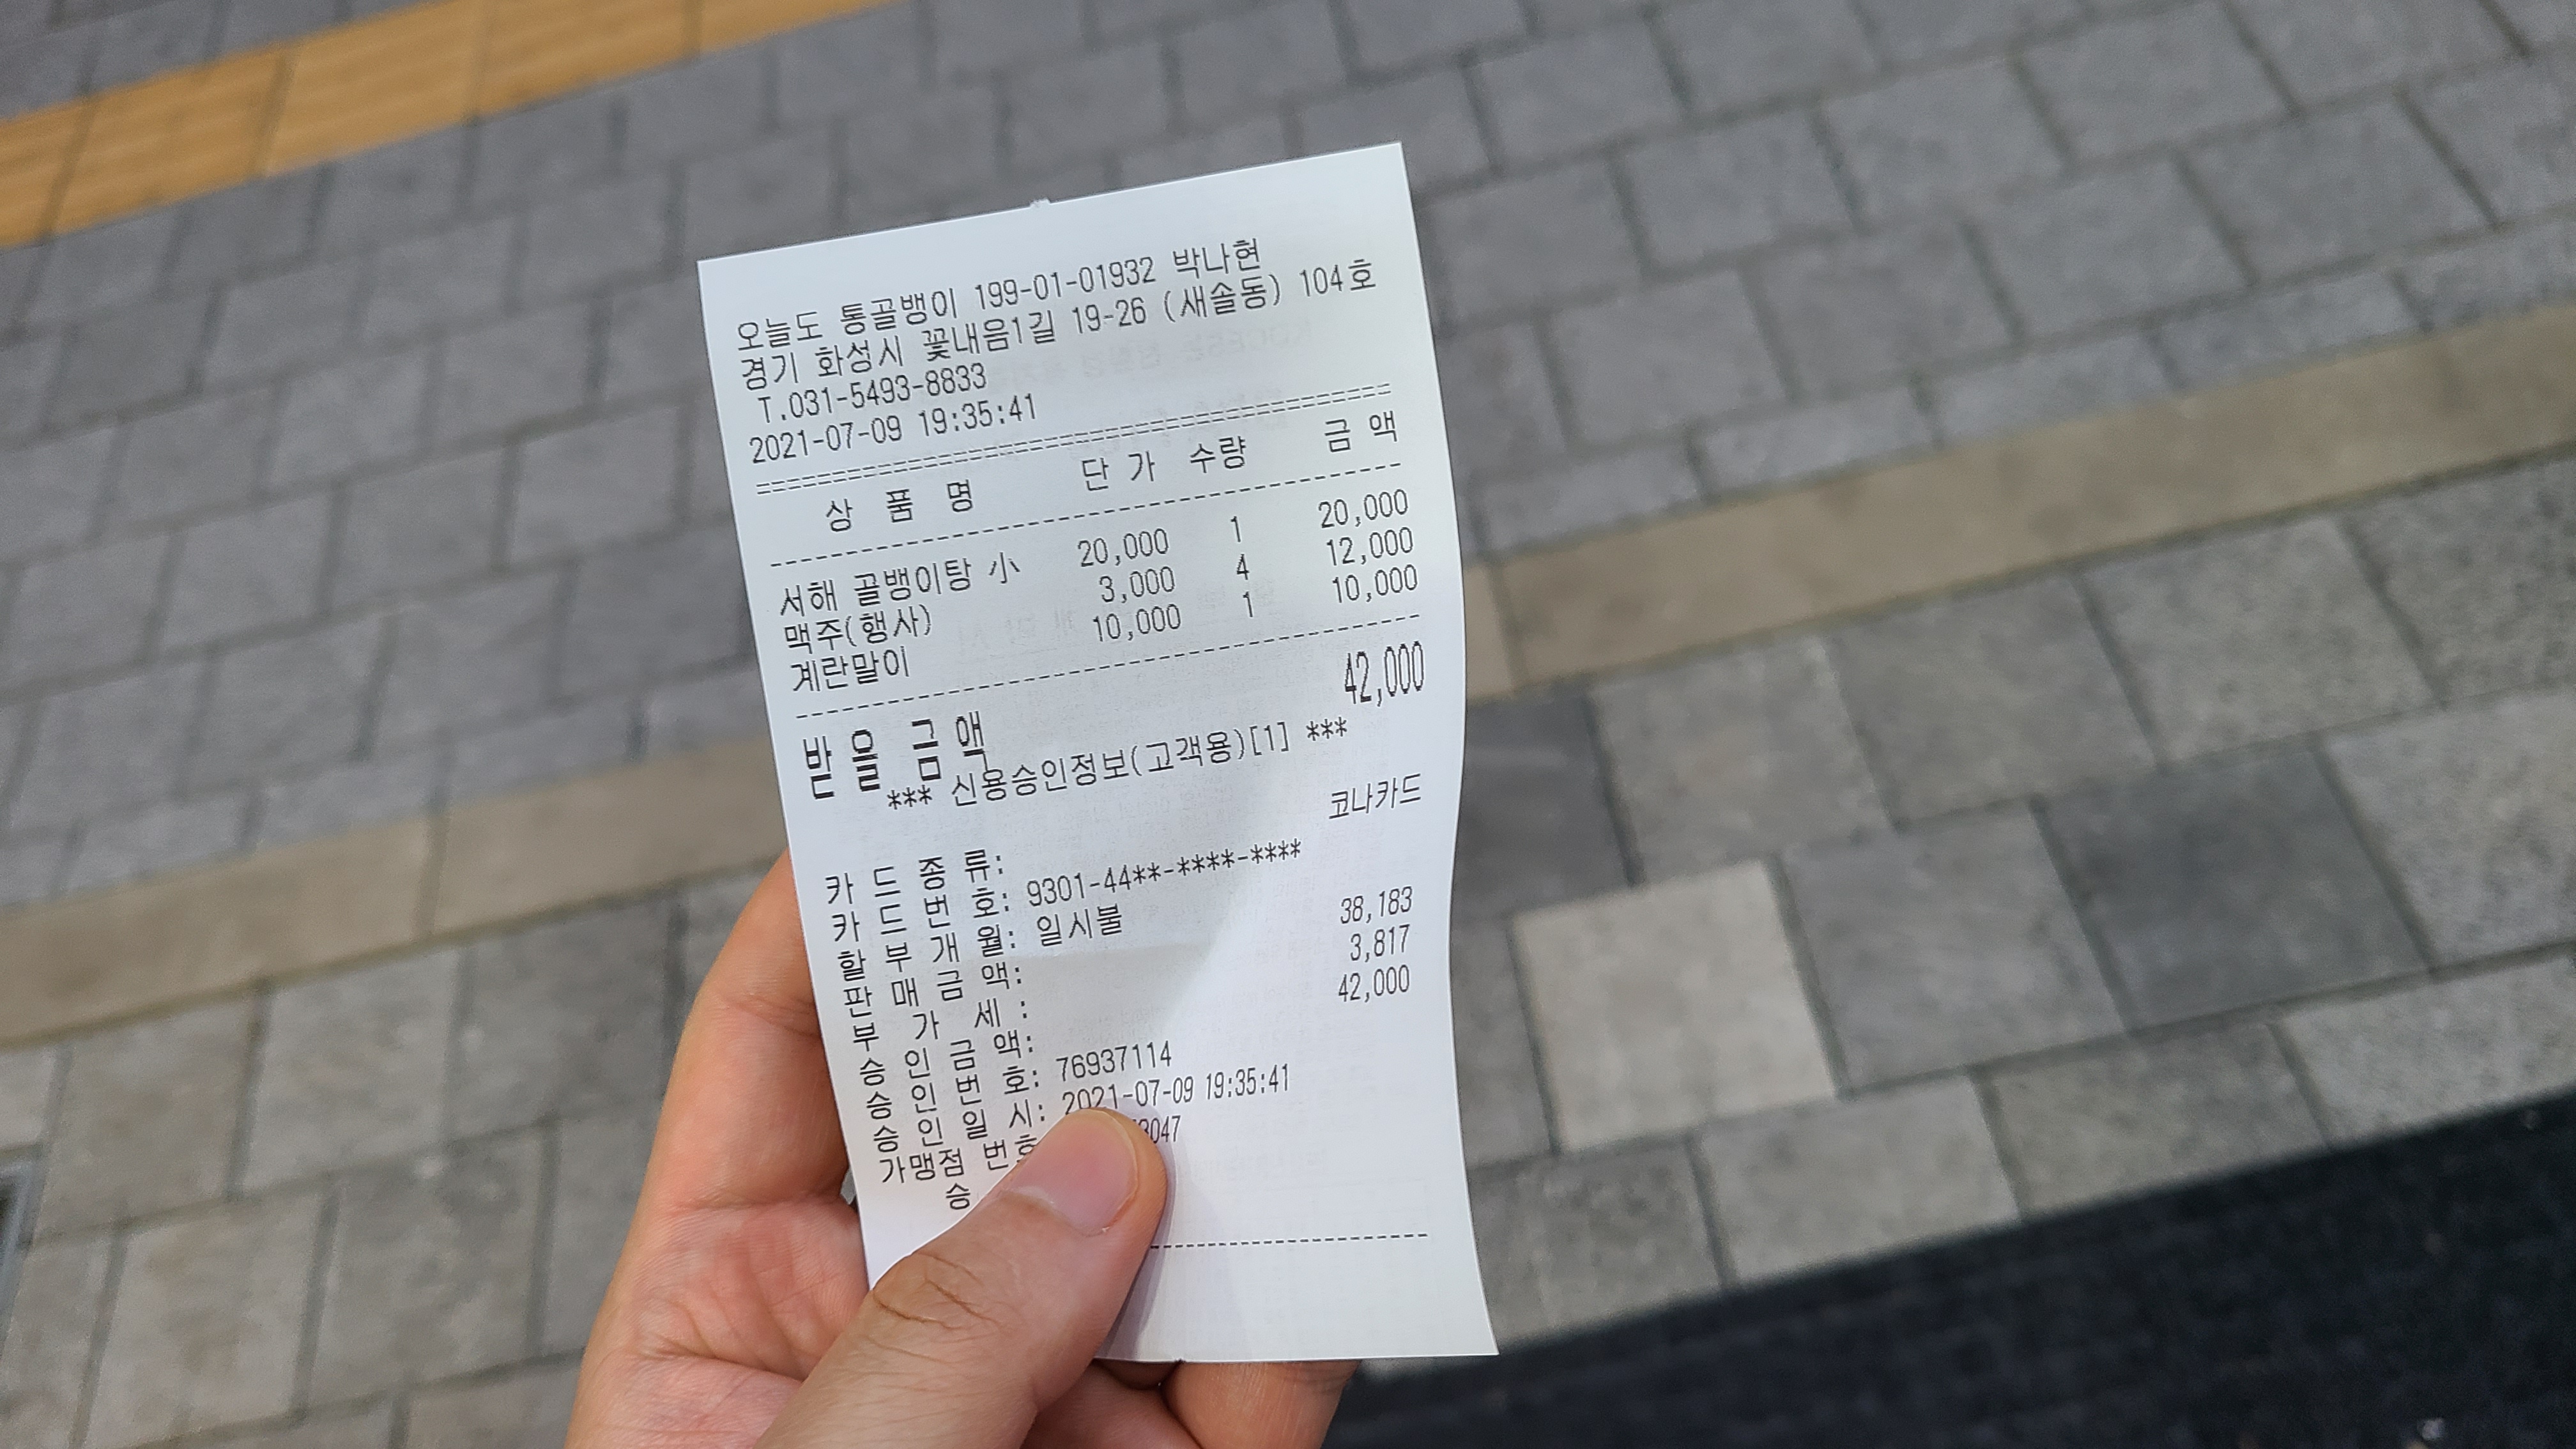 오늘도 통골뱅이 199-01-01932 박나현
경기 화성시 꽃내음1길 19-26 (새솔동) 104호
T.031-5493-8833
2021-07-09 19:35:41
상 품 명 단 가 수량 금 액
서해 골뱅이탕 小 20,000 1 20,000
맥주(행사) 3,000 4 12,000
계란말이 10,000 1 10,000
받을 금액 42,000
*** 신용승인정보(고객용)[1] ***
카 드 종 류: 코나카드
카 드 번 호: 9301-44**-****-****
할 부 개 월: 일시불
판 매 금 액: 38,183
부 가 세 : 3,817
승 인 금 액: 42,000
승 인 번 호: 76937114
승 인 일 시: 2021-07-09 19:35:41
가맹점 번호 3047
승